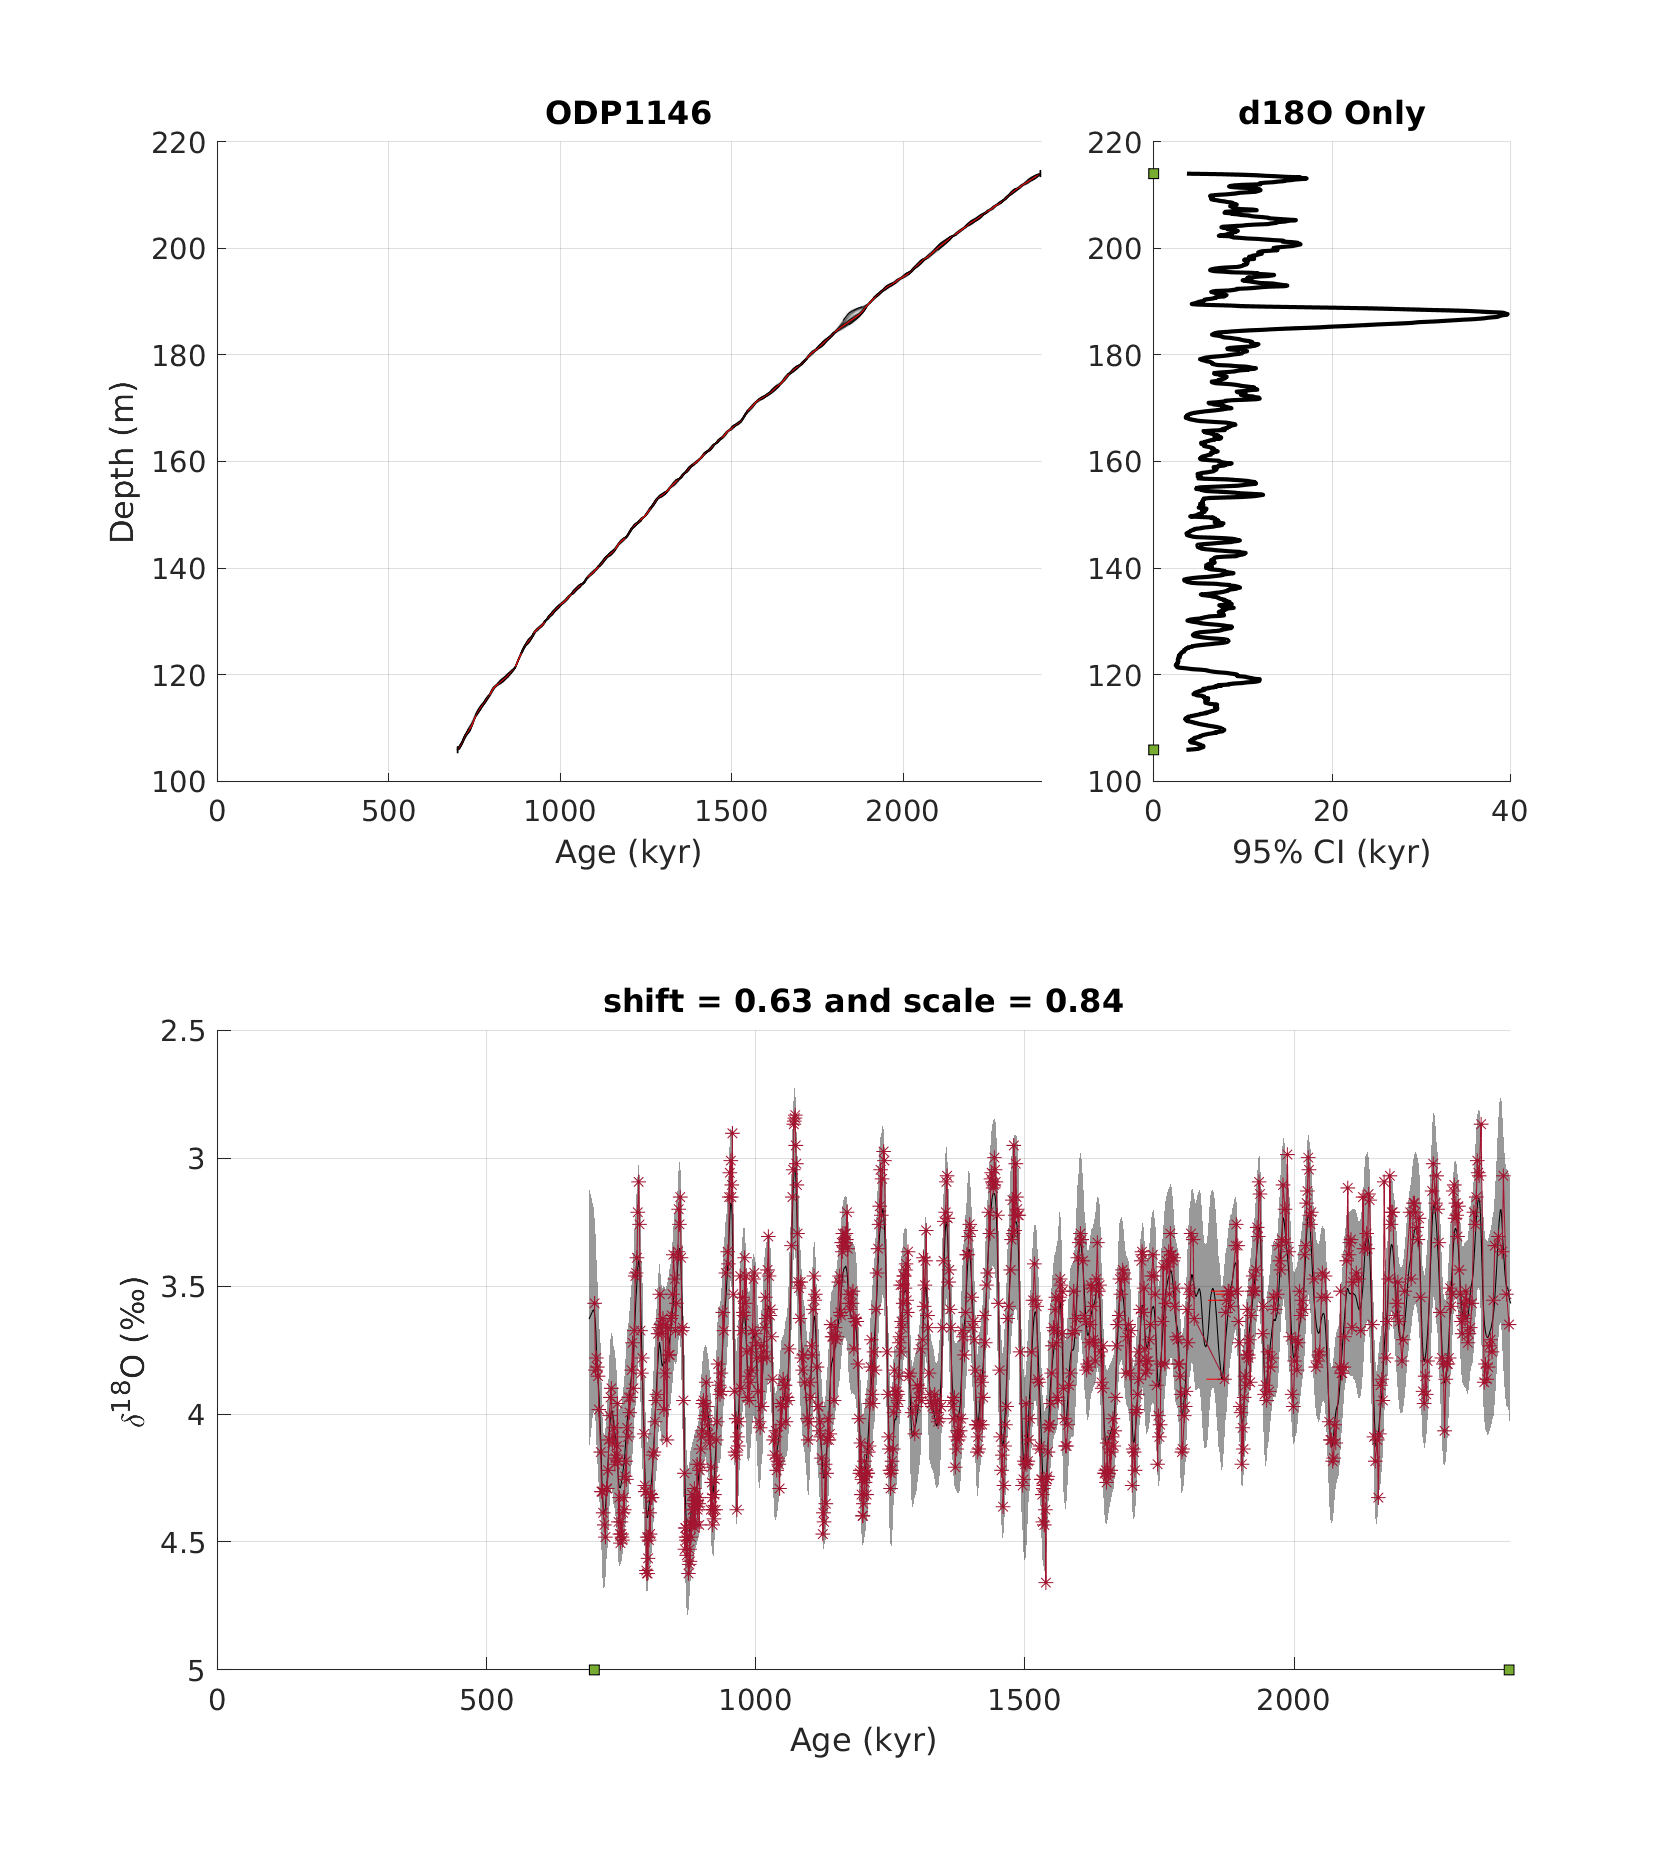 ODP1146
220
200
180
160
140
120
100
Depth (m)
0 500 1000 1500 2000
Age (kyr)
d18O Only
220
200
180
160
140
120
100
0 20 40
95% CI (kyr)
shift = 0.63 and scale = 0.84
2.5
3
3.5
4
4.5
5
δ¹⁸O (‰)
0 500 1000 1500 2000
Age (kyr)